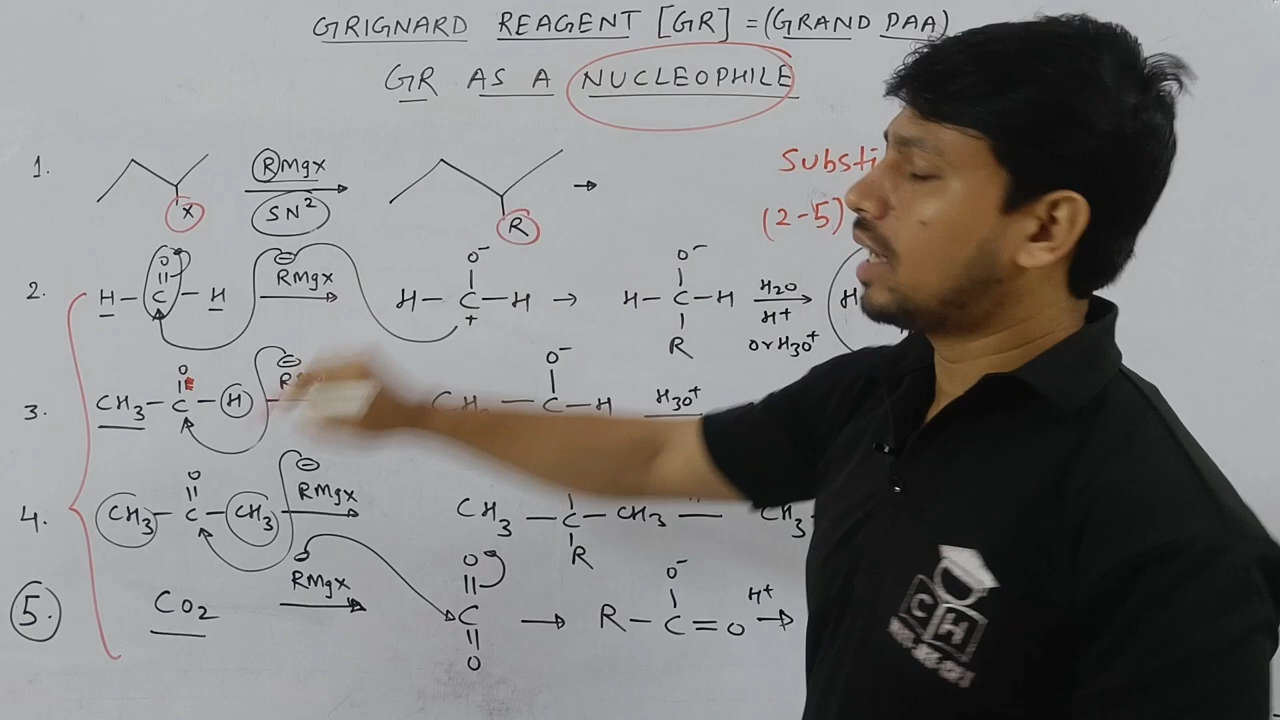 GRIGNARD REAGENT [GR] = (GRAND PAA)
GR AS A NUCLEOPHILE
1. X RMgx SN² R → Substi
(2-5)
2. H-C-H O RMgx H-C-H O⁻ + → H-C-H O⁻ R H₂O H⁺ or H₃O⁺ H
3. CH₃-C-H O O⁻ C-H H₃O⁺
4. CH₃-C-CH₃ O RMgx CH₃-C-CH₃ R CH₃
5. CO₂ RMgx → O=C=O → R-C=O O⁻ H⁺ →
C H